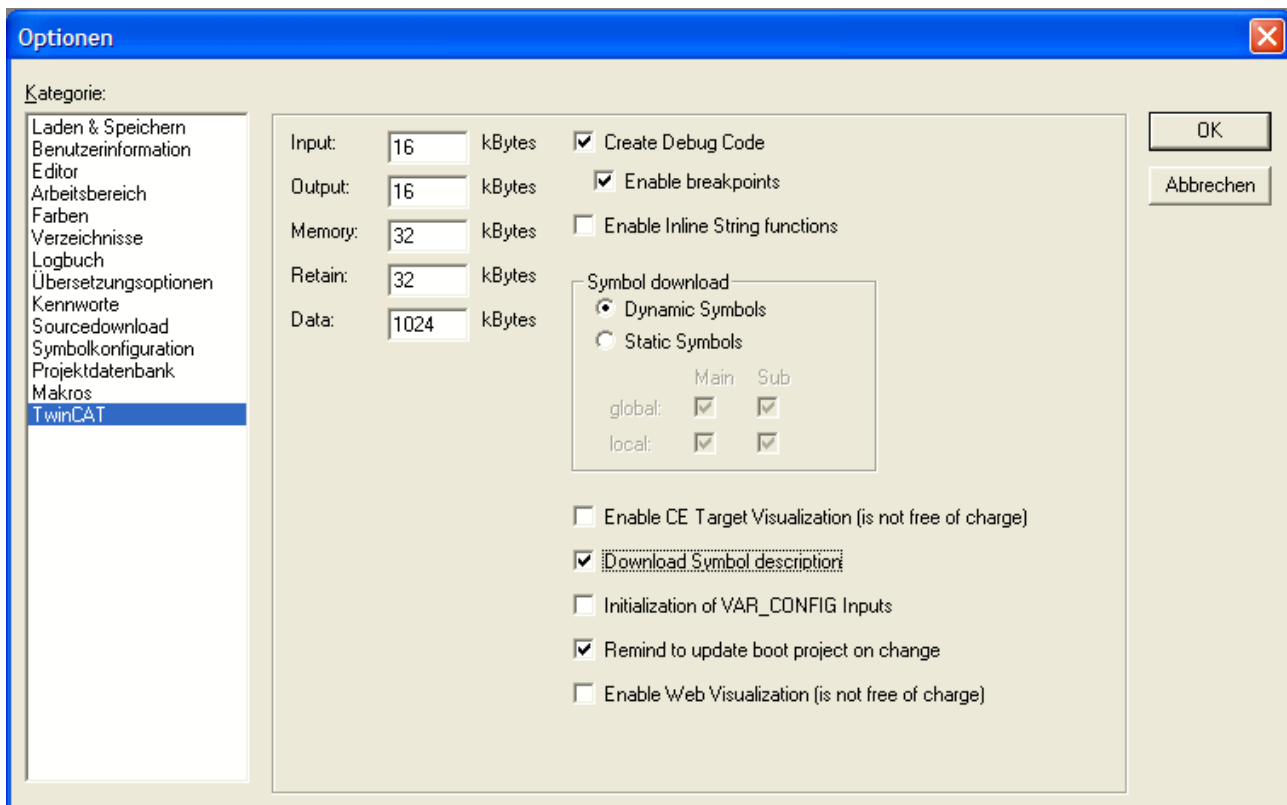 Optionen
Kategorie:
Laden & Speichern
Benutzerinformation
Editor
Arbeitsbereich
Farben
Verzeichnisse
Logbuch
Übersetzungsoptionen
Kennworte
Sourcedownload
Symbolkonfiguration
Projektdatenbank
Makros
TwinCAT
Input: 16 kBytes
Output: 16 kBytes
Memory: 32 kBytes
Retain: 32 kBytes
Data: 1024 kBytes
Create Debug Code
Enable breakpoints
Enable Inline String functions
Symbol download
Dynamic Symbols
Static Symbols
Main Sub
global:
local:
Enable CE Target Visualization (is not free of charge)
Download Symbol description
Initialization of VAR_CONFIG Inputs
Remind to update boot project on change
Enable Web Visualization (is not free of charge)
OK
Abbrechen